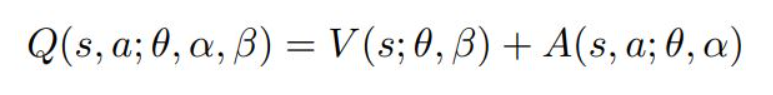 Q(s, a; θ, α, β) = V(s; θ, β) + A(s, a; θ, α)